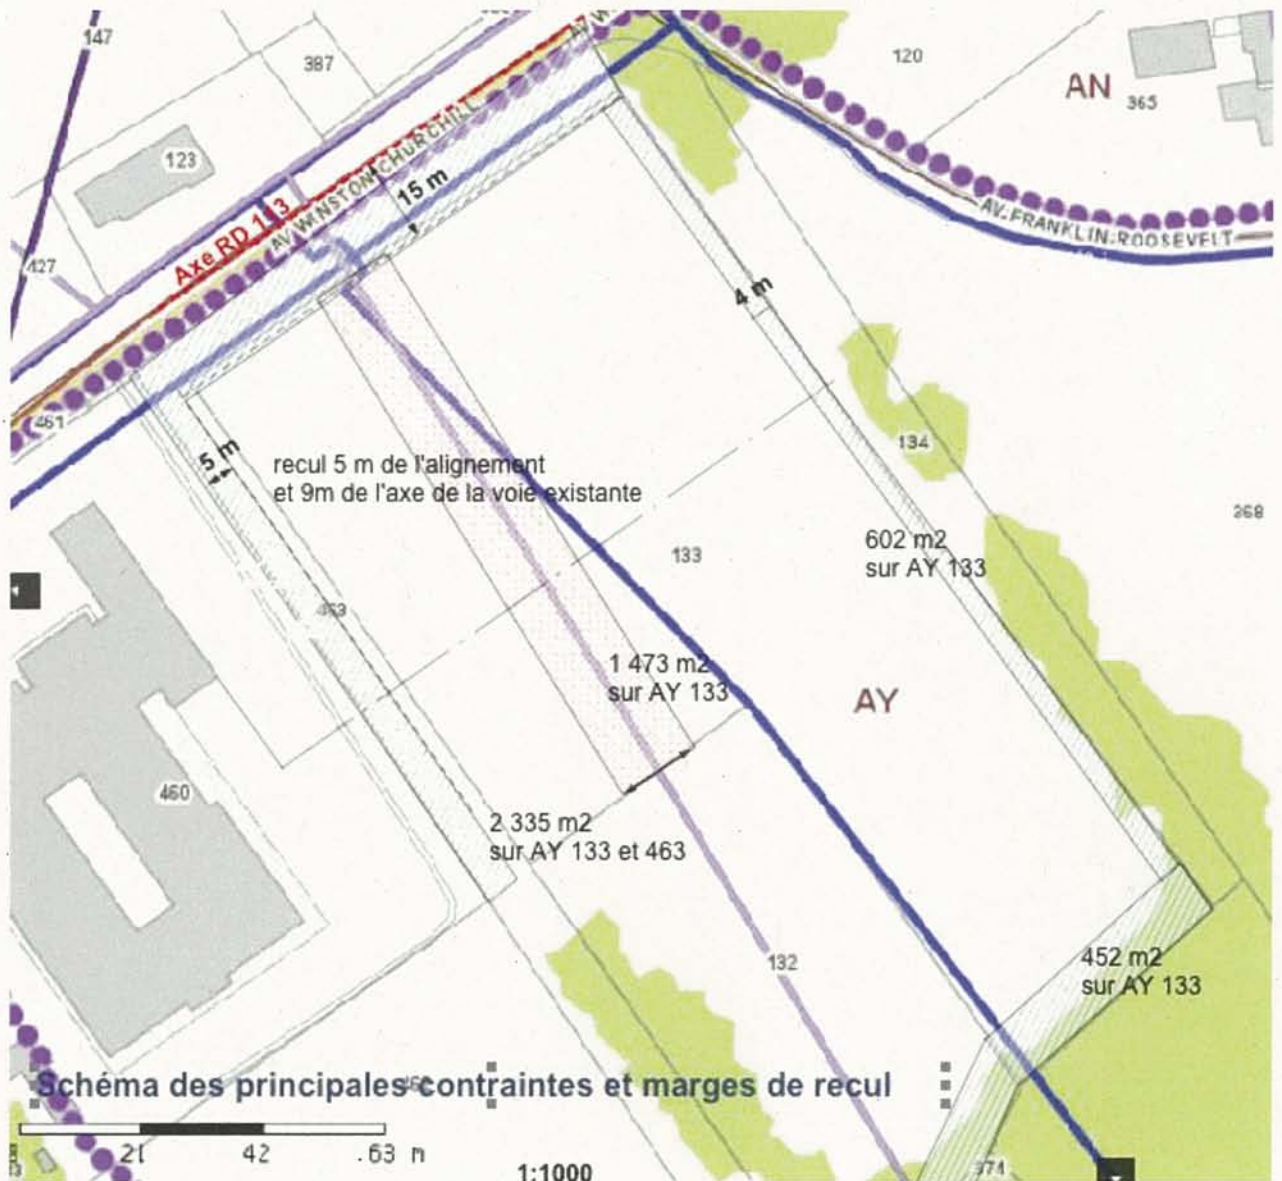 147
387
120
AN
365
123
AV WINSTON CHURCHILL
15 m
Axe RD 113
AV. FRANKLIN ROOSEVELT
427
4 m
461
134
5 m
recul 5 m de l'alignement
et 9m de l'axe de la voie existante
368
602 m2
sur AY 133
133
463
1 473 m2
sur AY 133
AY
460
2 335 m2
sur AY 133 et 463
132
452 m2
sur AY 133
Schéma des principales contraintes et marges de recul
21 42 63 m
1:1000
374